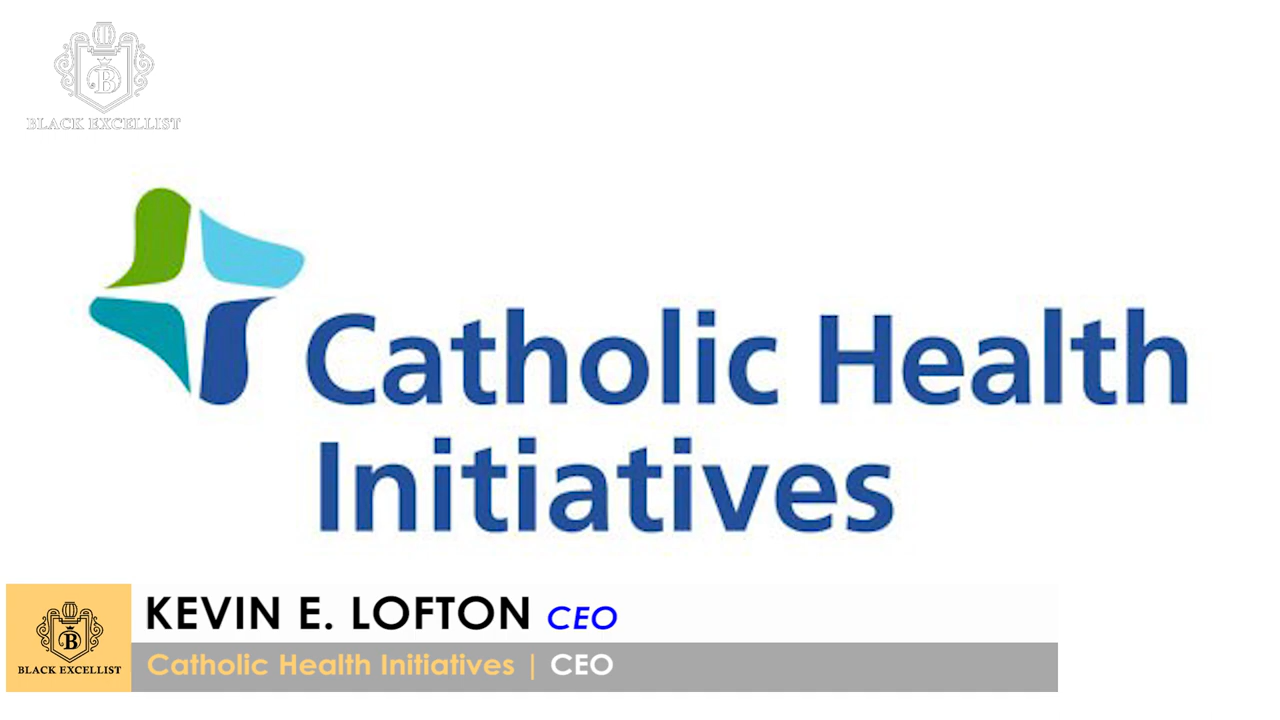 BLACK EXCELLIST
Catholic Health
Initiatives
KEVIN E. LOFTON CEO
Catholic Health Initiatives | CEO
B
BLACK EXCELLIST